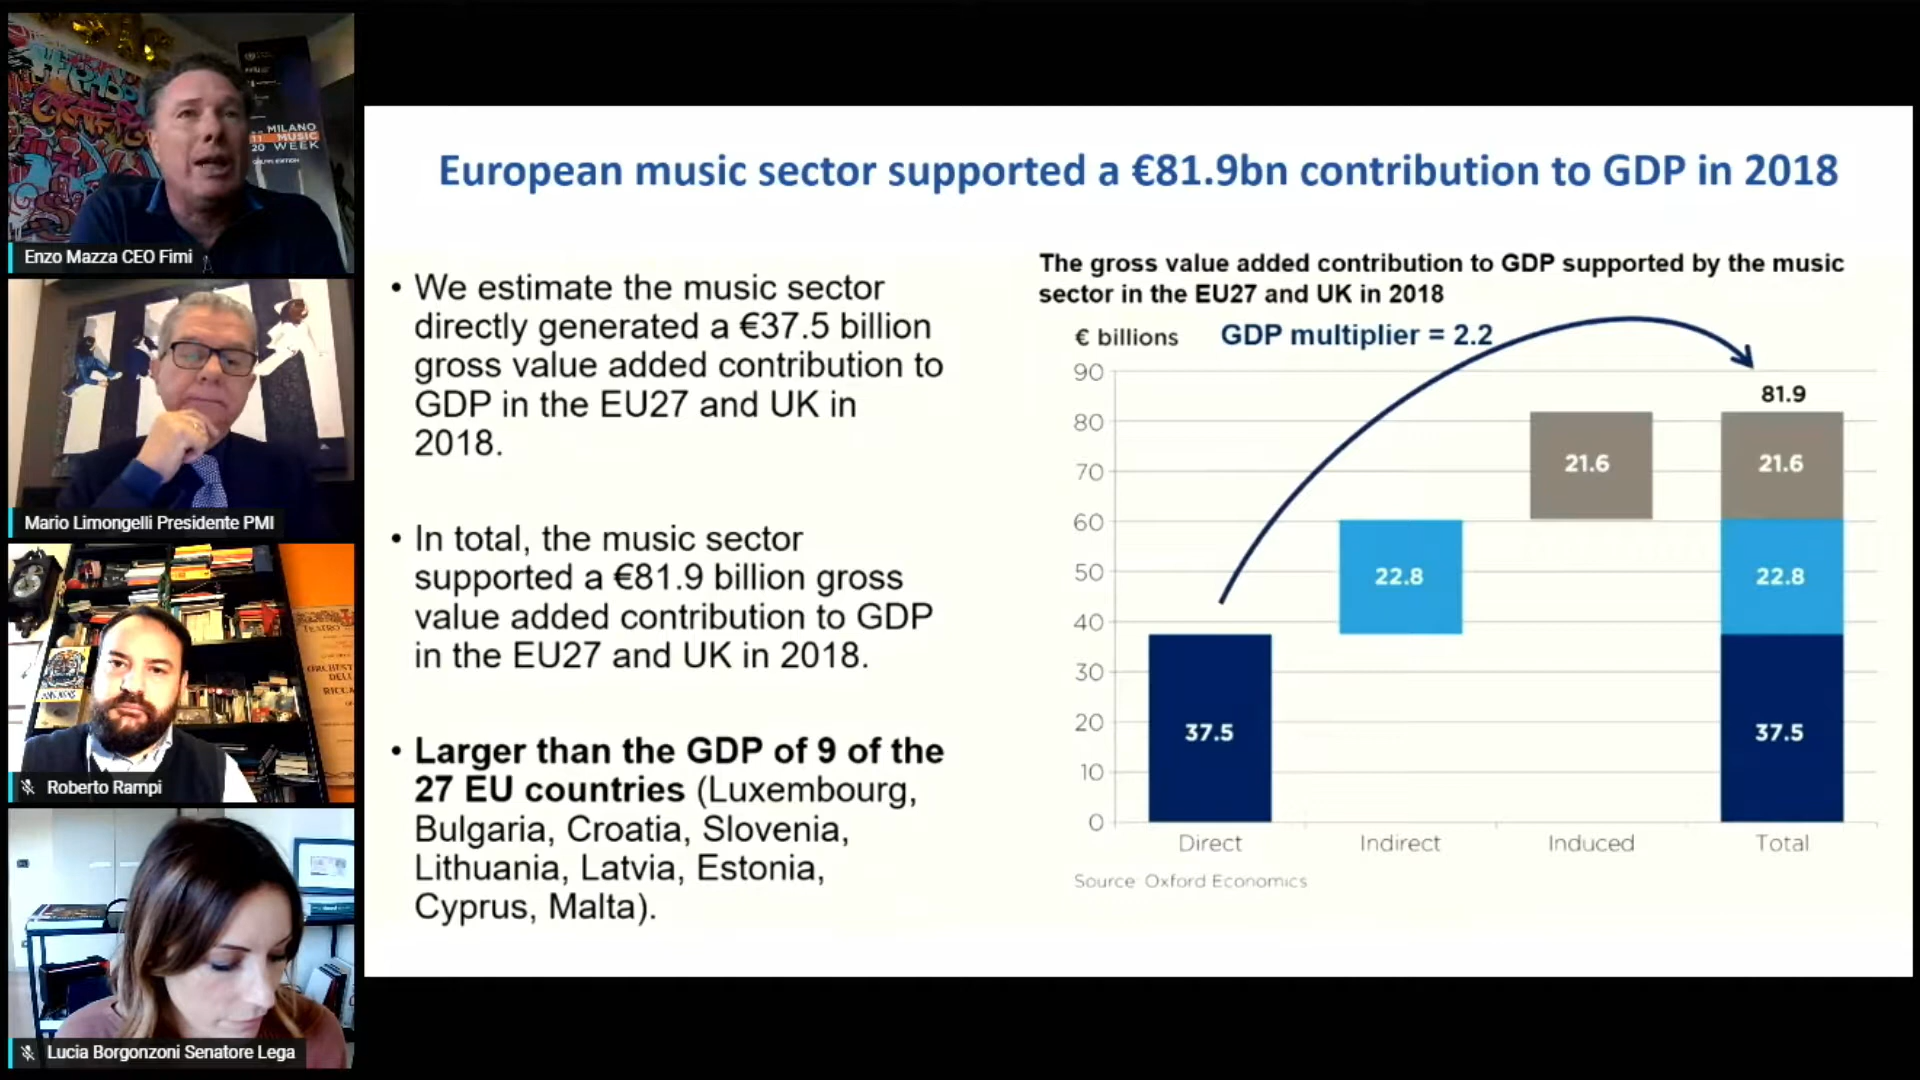 MILANO
11 MUSIC
20 WEEK
Enzo Mazza CEO Fimi
Mario Limongelli Presidente PMI
TEATRO
Roberto Rampi
Lucia Borgonzoni Senatore Lega
European music sector supported a €81.9bn contribution to GDP in 2018
• We estimate the music sector
directly generated a €37.5 billion
gross value added contribution to
GDP in the EU27 and UK in
2018.
• In total, the music sector
supported a €81.9 billion gross
value added contribution to GDP
in the EU27 and UK in 2018.
• Larger than the GDP of 9 of the
27 EU countries (Luxembourg,
Bulgaria, Croatia, Slovenia,
Lithuania, Latvia, Estonia,
Cyprus, Malta).
The gross value added contribution to GDP supported by the music
sector in the EU27 and UK in 2018
€ billions
GDP multiplier = 2.2
90
80
70
60
50
40
30
20
10
0
37.5
22.8
21.6
81.9
21.6
22.8
37.5
Direct
Indirect
Induced
Total
Source: Oxford Economics